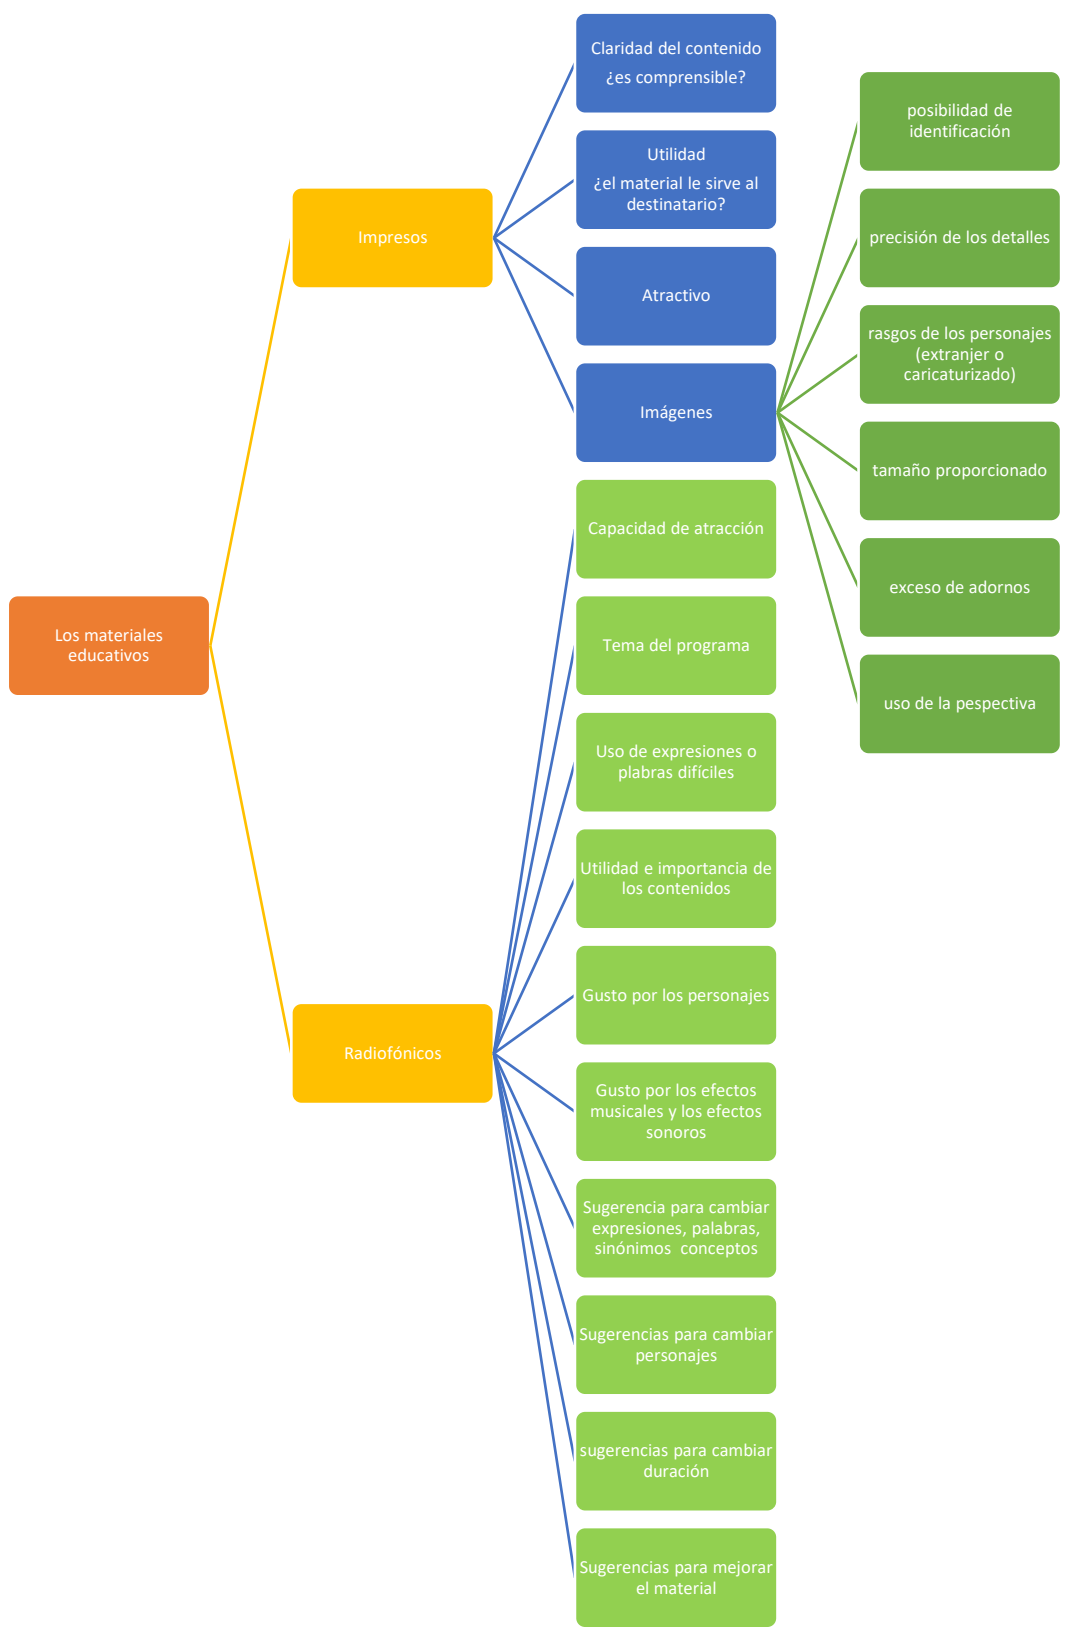 Los materiales
educativos
Impresos
Claridad del contenido
¿es comprensible?
Utilidad
¿el material le sirve al
destinatario?
Atractivo
Imágenes
posibilidad de
identificación
precisión de los detalles
rasgos de los personajes
(extranjer o
caricaturizado)
tamaño proporcionado
exceso de adornos
uso de la pespectiva
Radiofónicos
Capacidad de atracción
Tema del programa
Uso de expresiones o
plabras difíciles
Utilidad e importancia de
los contenidos
Gusto por los personajes
Gusto por los efectos
musicales y los efectos
sonoros
Sugerencia para cambiar
expresiones, palabras,
sinónimos  conceptos
Sugerencias para cambiar
personajes
sugerencias para cambiar
duración
Sugerencias para mejorar
el material